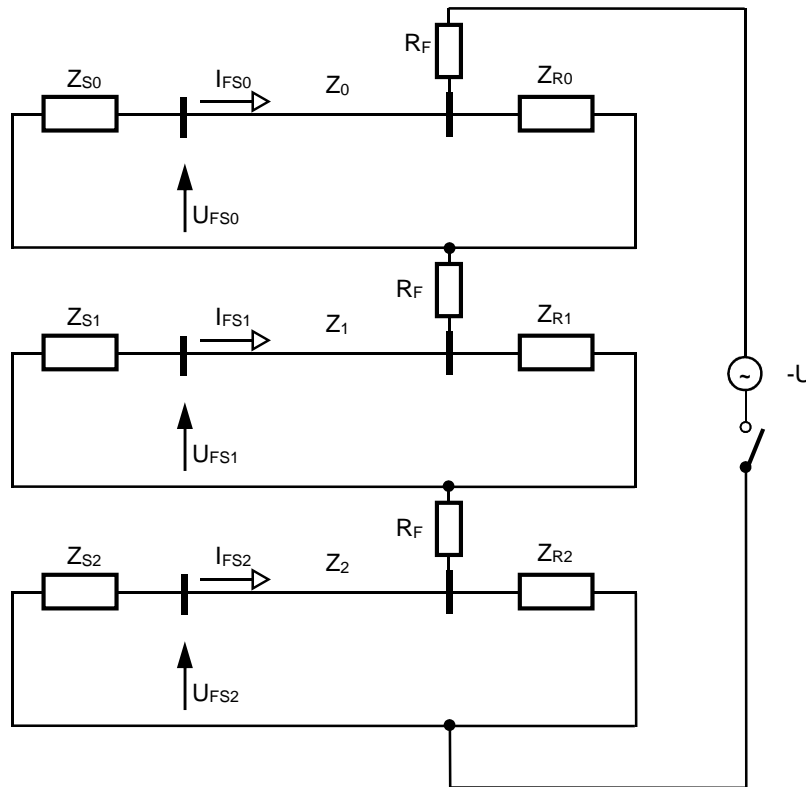 RF
ZS0
IFS0
Z0
ZR0
UFS0
RF
ZS1
IFS1
Z1
ZR1
~
-U
UFS1
RF
ZS2
IFS2
Z2
ZR2
UFS2